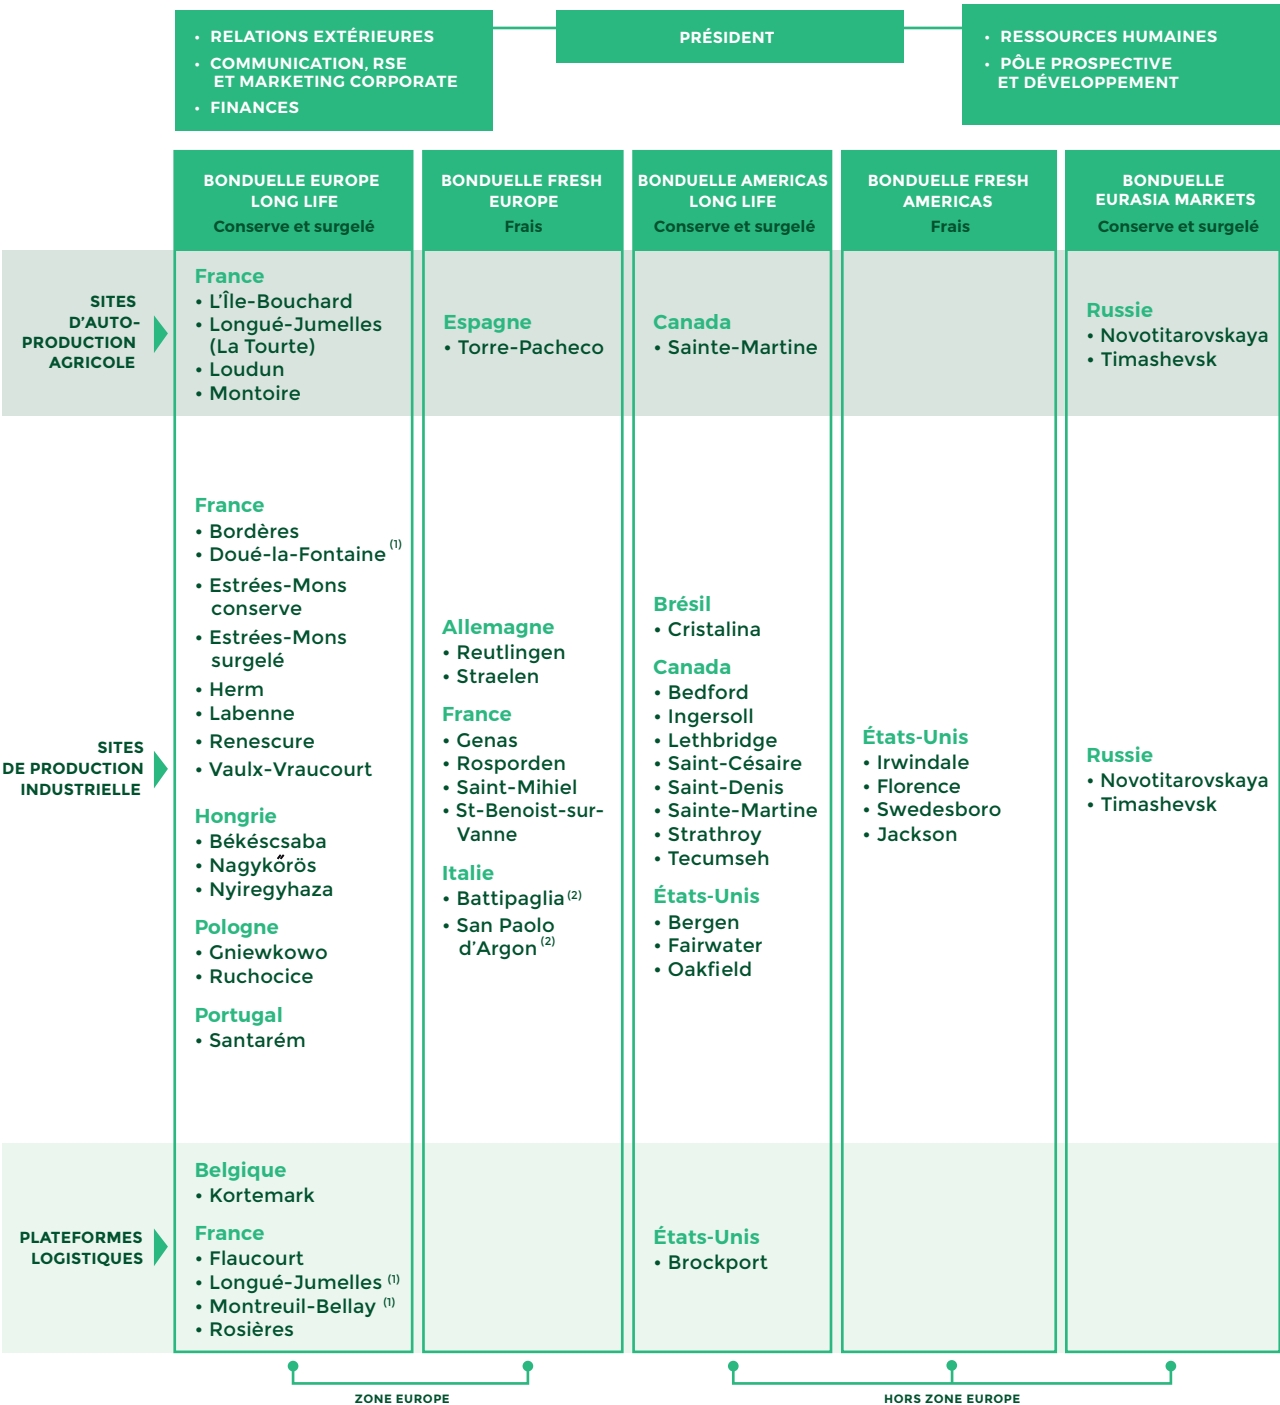 • RELATIONS EXTÉRIEURES
• COMMUNICATION, RSE
ET MARKETING CORPORATE
• FINANCES
PRÉSIDENT
• RESSOURCES HUMAINES
• PÔLE PROSPECTIVE
ET DÉVELOPPEMENT
BONDUELLE EUROPE
LONG LIFE
Conserve et surgelé
BONDUELLE FRESH
EUROPE
Frais
BONDUELLE AMERICAS
LONG LIFE
Conserve et surgelé
BONDUELLE FRESH
AMERICAS
Frais
BONDUELLE
EURASIA MARKETS
Conserve et surgelé
SITES
D'AUTO-
PRODUCTION
AGRICOLE
France
• L'Île-Bouchard
• Longué-Jumelles
(La Tourte)
• Loudun
• Montoire
Espagne
• Torre-Pacheco
Canada
• Sainte-Martine
Russie
• Novotitarovskaya
• Timashevsk
SITES
DE PRODUCTION
INDUSTRIELLE
France
• Bordères
• Doué-la-Fontaine (1)
• Estrées-Mons
conserve
• Estrées-Mons
surgelé
• Herm
• Labenne
• Renescure
• Vaulx-Vraucourt
Hongrie
• Békéscsaba
• Nagykőrös
• Nyiregyhaza
Pologne
• Gniewkowo
• Ruchocice
Portugal
• Santarém
Allemagne
• Reutlingen
• Straelen
France
• Genas
• Rosporden
• Saint-Mihiel
• St-Benoist-sur-
Vanne
Italie
• Battipaglia (2)
• San Paolo
d'Argon (2)
Brésil
• Cristalina
Canada
• Bedford
• Ingersoll
• Lethbridge
• Saint-Césaire
• Saint-Denis
• Sainte-Martine
• Strathroy
• Tecumseh
États-Unis
• Bergen
• Fairwater
• Oakfield
États-Unis
• Irwindale
• Florence
• Swedesboro
• Jackson
Russie
• Novotitarovskaya
• Timashevsk
PLATEFORMES
LOGISTIQUES
Belgique
• Kortemark
France
• Flaucourt
• Longué-Jumelles (1)
• Montreuil-Bellay (1)
• Rosières
États-Unis
• Brockport
ZONE EUROPE
HORS ZONE EUROPE